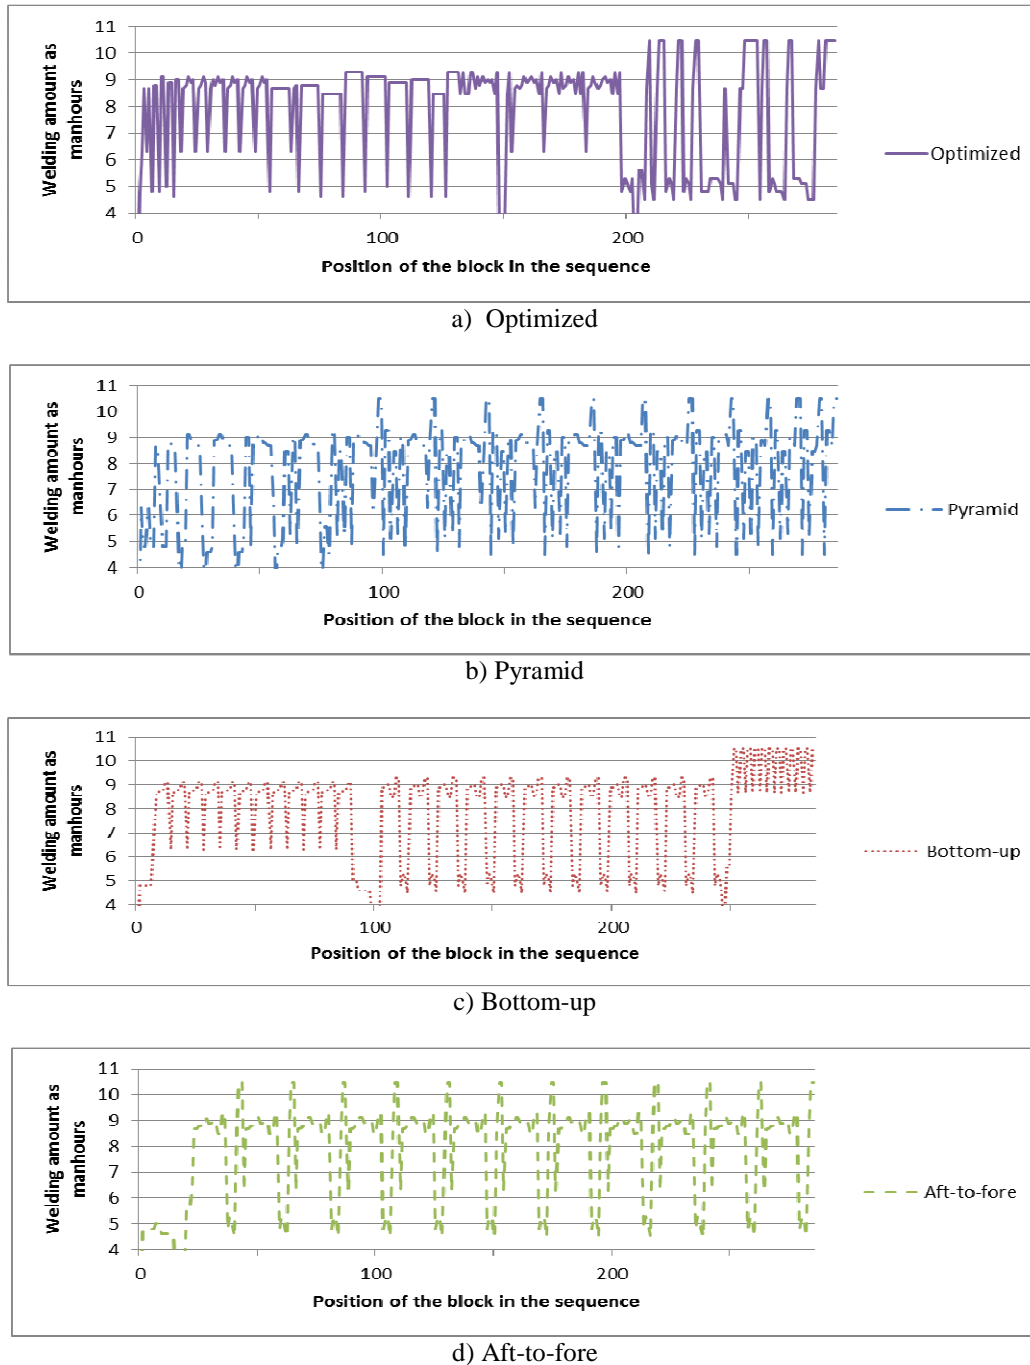 11
10
9
8
7
6
5
4
Welding amount as
manhours
0
100
200
Position of the block in the sequence
Optimized
a) Optimized
11
10
9
8
7
6
5
4
Welding amount as
manhours
0
100
200
Position of the block in the sequence
Pyramid
b) Pyramid
11
10
9
8
7
6
5
4
Welding amount as
manhours
0
100
200
Position of the block in the sequence
Bottom-up
c) Bottom-up
11
10
9
8
7
6
5
4
Welding amount as
manhours
0
100
200
Position of the block in the sequence
Aft-to-fore
d) Aft-to-fore